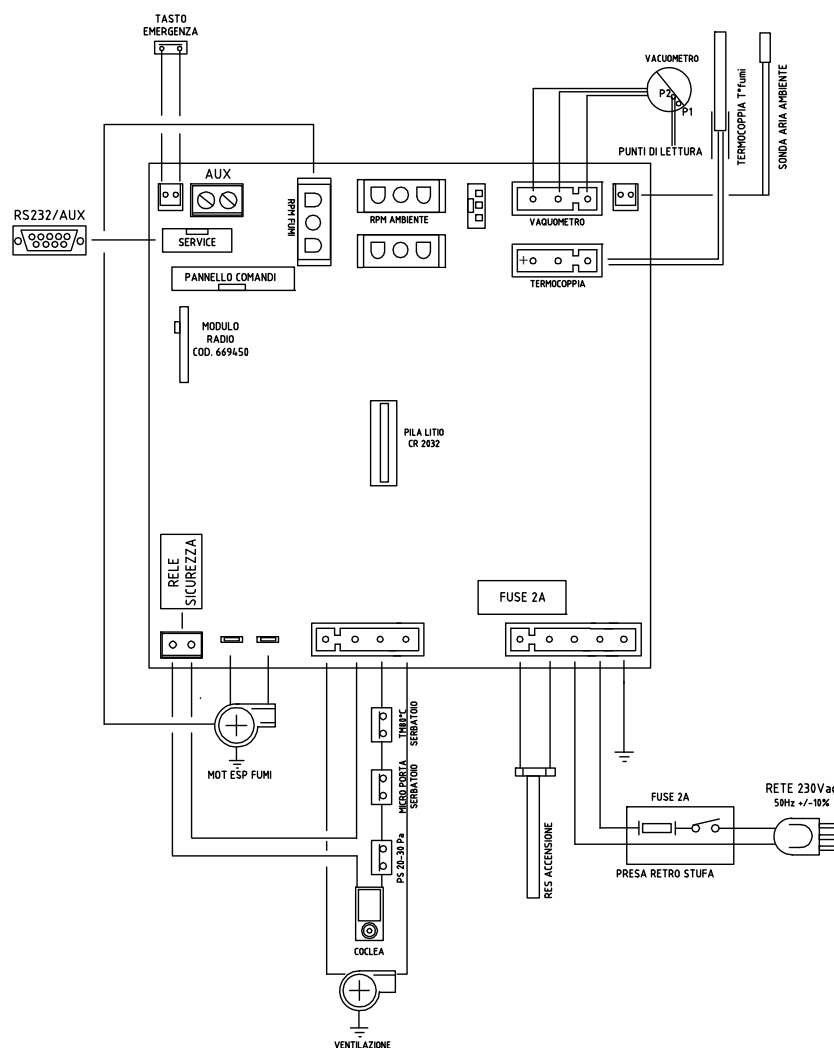 TASTO
EMERGENZA
VACUOMETRO
P2
P1
PUNTI DI LETTURA
TERMOCOPPIA T°fumi
SONDA ARIA AMBIENTE
AUX
RPM FUMI
RPM AMBIENTE
VAQUOMETRO
RS232/AUX
SERVICE
PANNELLO COMANDI
+
TERMOCOPPIA
MODULO
RADIO
COD. 669450
PILA LITIO
CR 2032
RELE
SICUREZZA
FUSE 2A
TM80°C
SERBATOIO
MOT ESP FUMI
MICRO PORTA
SERBATOIO
PS 20-30 Pa
COCLEA
VENTILAZIONE
RES ACCENSIONE
FUSE 2A
PRESA RETRO STUFA
RETE 230Vac
50Hz +/-10%